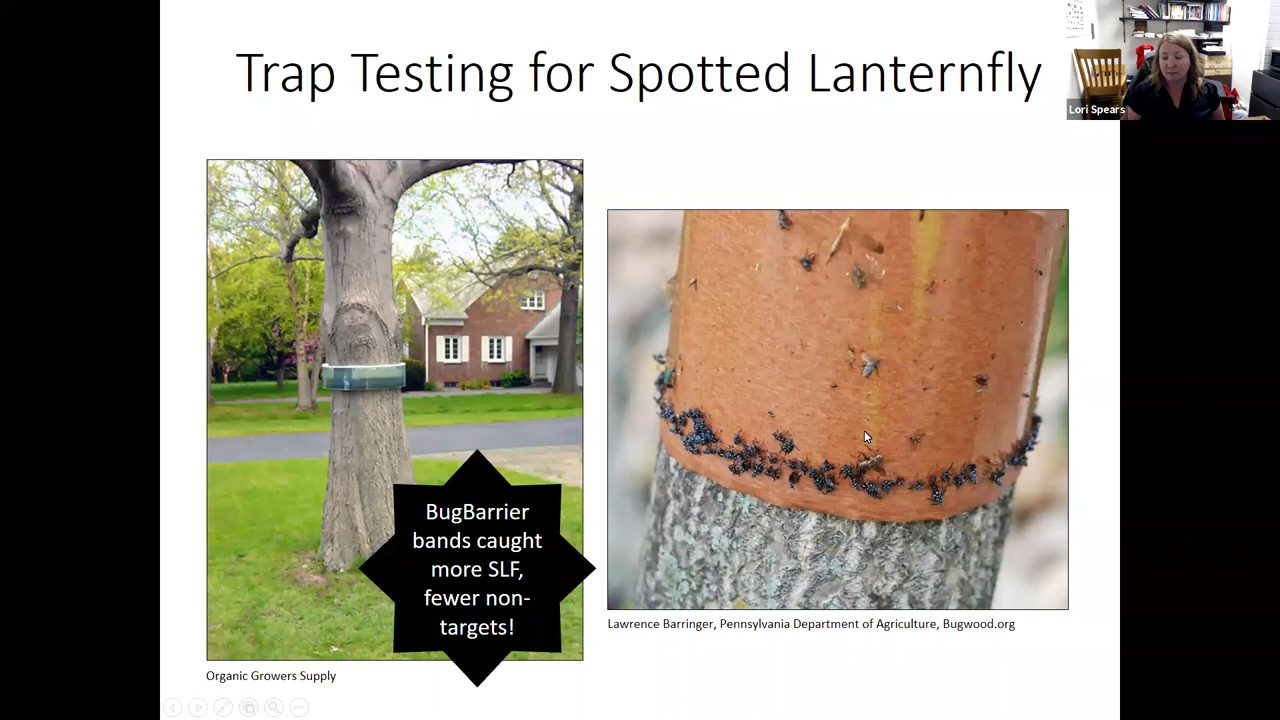 Trap Testing for Spotted Lanternfly
Lori Spears
BugBarrier
bands caught
more SLF,
fewer non-
targets!
Lawrence Barringer, Pennsylvania Department of Agriculture, Bugwood.org
Organic Growers Supply